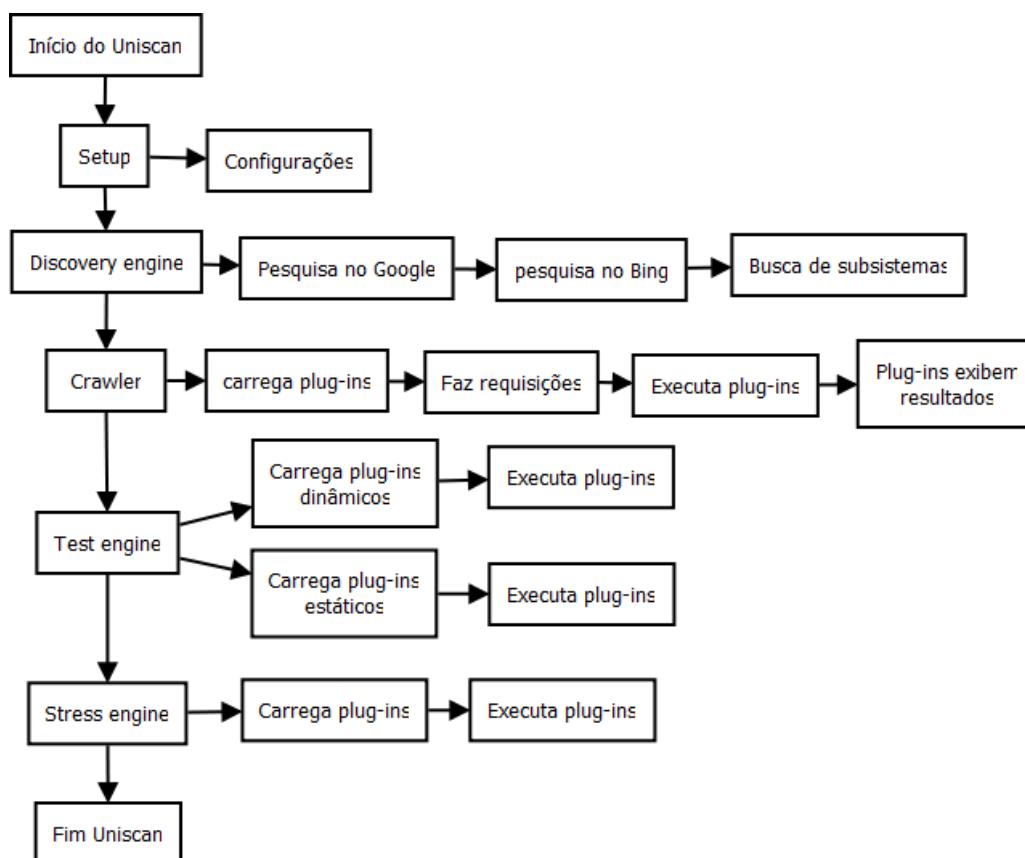 Início do Uniscan
Setup
Configurações
Discovery engine
Pesquisa no Google
pesquisa no Bing
Busca de subsistemas
Crawler
carrega plug-ins
Faz requisições
Executa plug-ins
Plug-ins exibem
resultados
Carrega plug-ins
dinâmicos
Executa plug-ins
Test engine
Carrega plug-ins
estáticos
Executa plug-ins
Stress engine
Carrega plug-ins
Executa plug-ins
Fim Uniscan